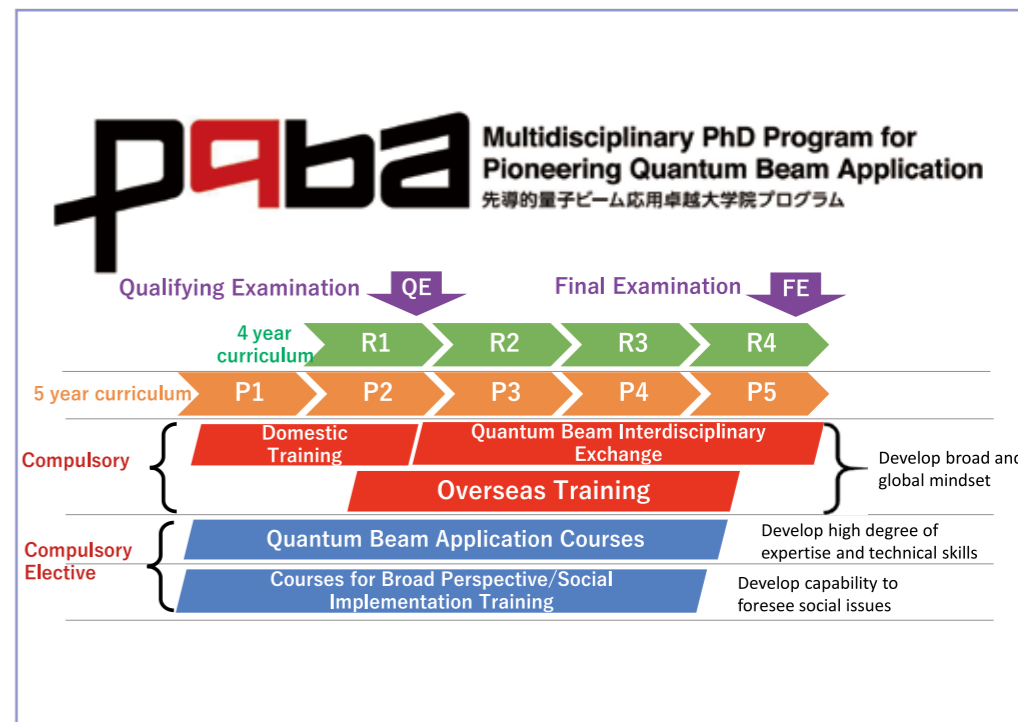 pqba
Multidisciplinary PhD Program for
Pioneering Quantum Beam Application
先導的量子ビーム応用卓越大学院プログラム
Qualifying Examination
QE
Final Examination
FE
4 year
curriculum
R1
R2
R3
R4
5 year curriculum
P1
P2
P3
P4
P5
Compulsory
Domestic
Training
Quantum Beam Interdisciplinary
Exchange
Overseas Training
Develop broad and
global mindset
Compulsory
Elective
Quantum Beam Application Courses
Develop high degree of
expertise and technical skills
Courses for Broad Perspective/Social
Implementation Training
Develop capability to
foresee social issues